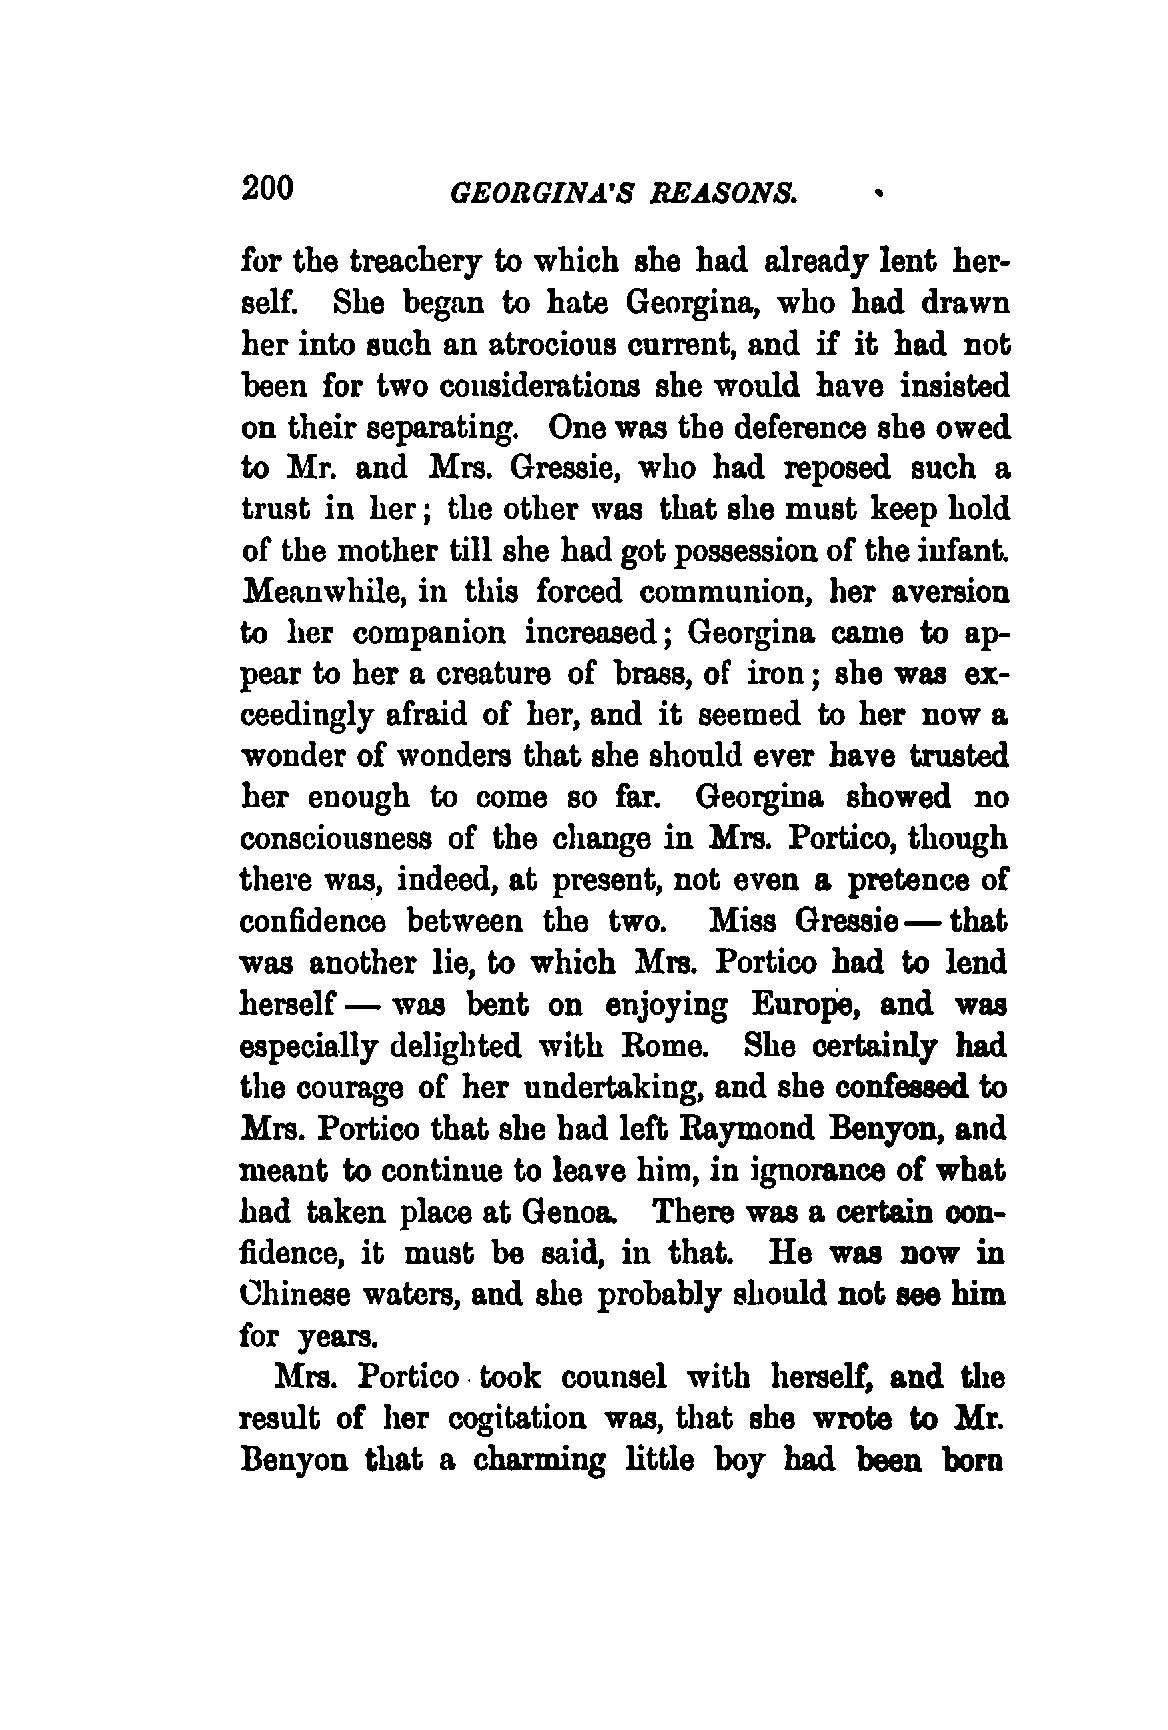 200 GEORGINA'S REASONS.
for the treachery to which she had already lent her-
self. She began to hate Georgina, who had drawn
her into such an atrocious current, and if it had not
been for two considerations she would have insisted
on their separating. One was the deference she owed
to Mr. and Mrs. Gressie, who had reposed such a
trust in her; the other was that she must keep hold
of the mother till she had got possession of the infant.
Meanwhile, in this forced communion, her aversion
to her companion increased; Georgina came to ap-
pear to her a creature of brass, of iron; she was ex-
ceedingly afraid of her, and it seemed to her now a
wonder of wonders that she should ever have trusted
her enough to come so far. Georgina showed no
consciousness of the change in Mrs. Portico, though
there was, indeed, at present, not even a pretence of
confidence between the two. Miss Gressie — that
was another lie, to which Mrs. Portico had to lend
herself — was bent on enjoying Europe, and was
especially delighted with Rome. She certainly had
the courage of her undertaking, and she confessed to
Mrs. Portico that she had left Raymond Benyon, and
meant to continue to leave him, in ignorance of what
had taken place at Genoa. There was a certain con-
fidence, it must be said, in that. He was now in
Chinese waters, and she probably should not see him
for years.
Mrs. Portico took counsel with herself, and the
result of her cogitation was, that she wrote to Mr.
Benyon that a charming little boy had been born